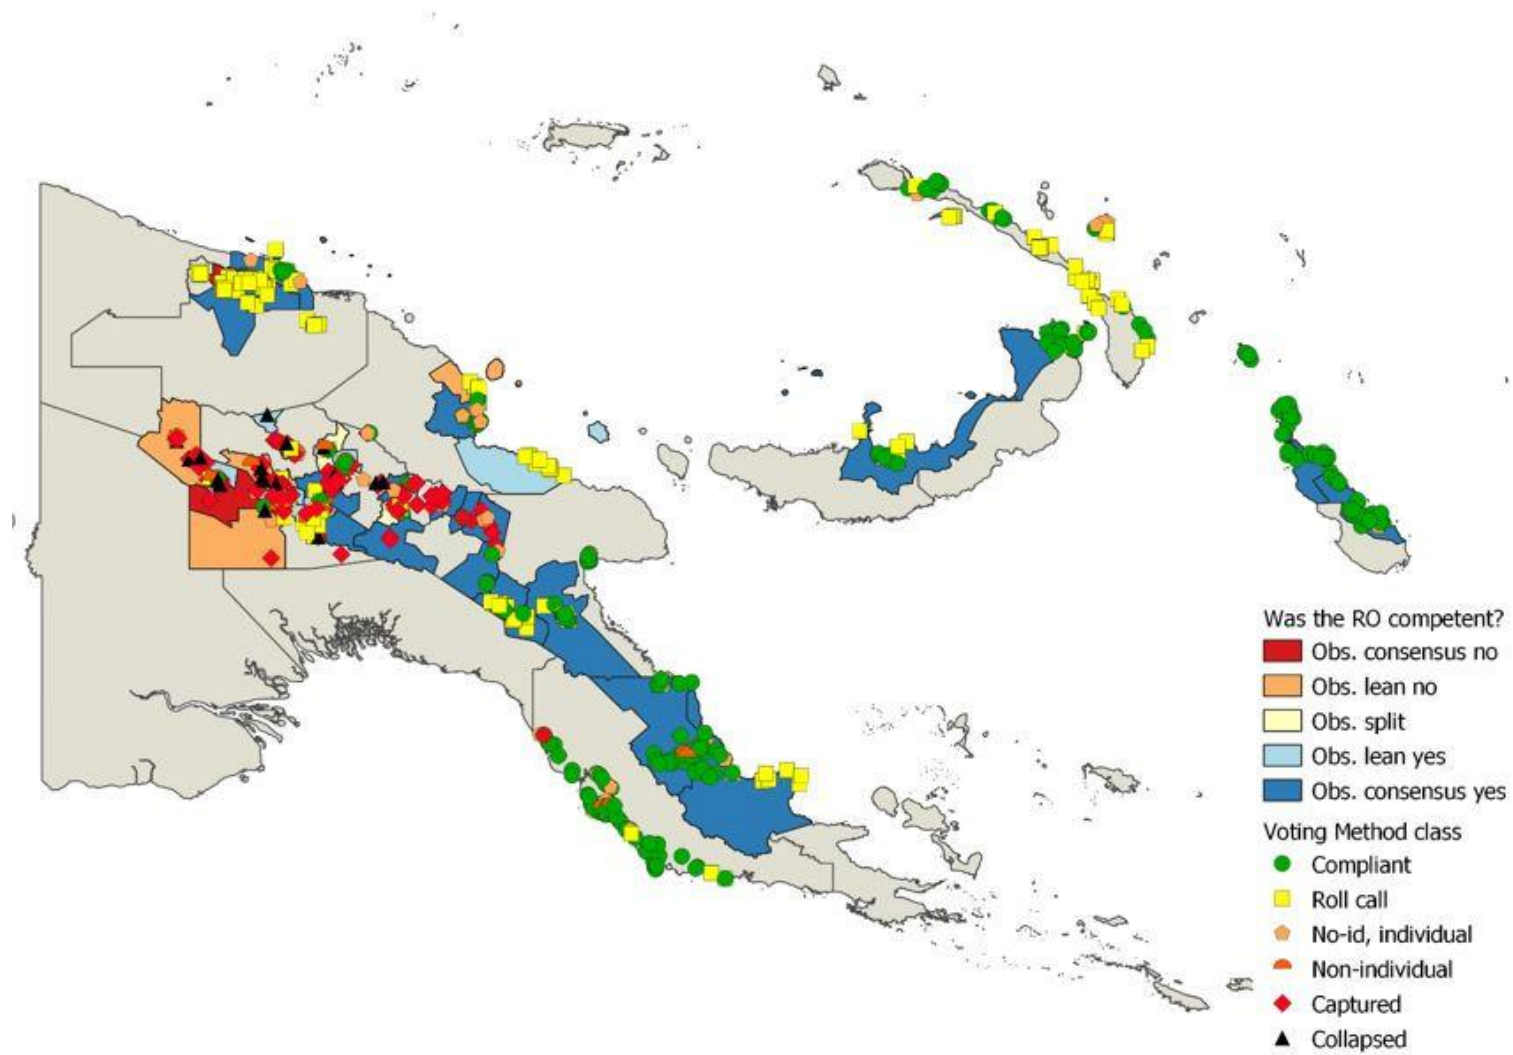 Was the RO competent?
Obs. consensus no
Obs. lean no
Obs. split
Obs. lean yes
Obs. consensus yes
Voting Method class
Compliant
Roll call
No-id, individual
Non-individual
Captured
Collapsed